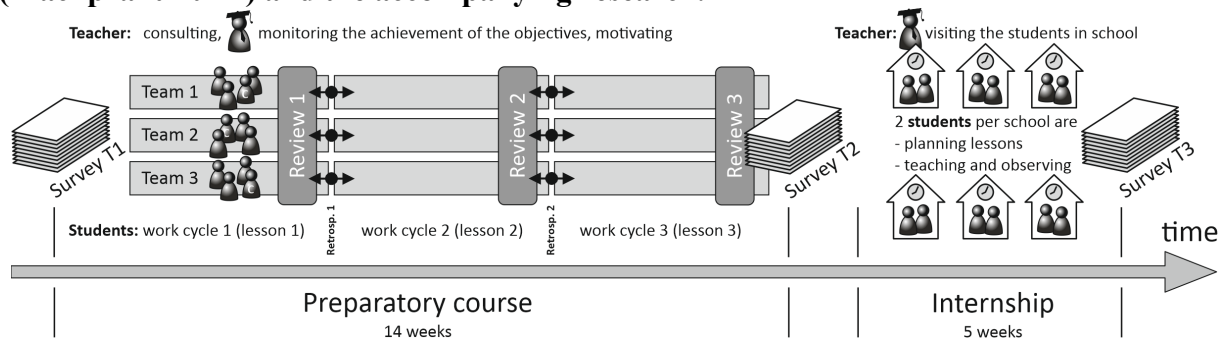 Teacher: consulting, monitoring the achievement of the objectives, motivating
Teacher: visiting the students in school
Team 1
Team 2
Team 3
C
C
C
Review 1
Review 2
Review 3
Survey T1
Survey T2
Survey T3
2 students per school are
- planning lessons
- teaching and observing
Students: work cycle 1 (lesson 1)
Retrosp. 1
work cycle 2 (lesson 2)
Retrosp. 2
work cycle 3 (lesson 3)
time
Preparatory course
14 weeks
Internship
5 weeks